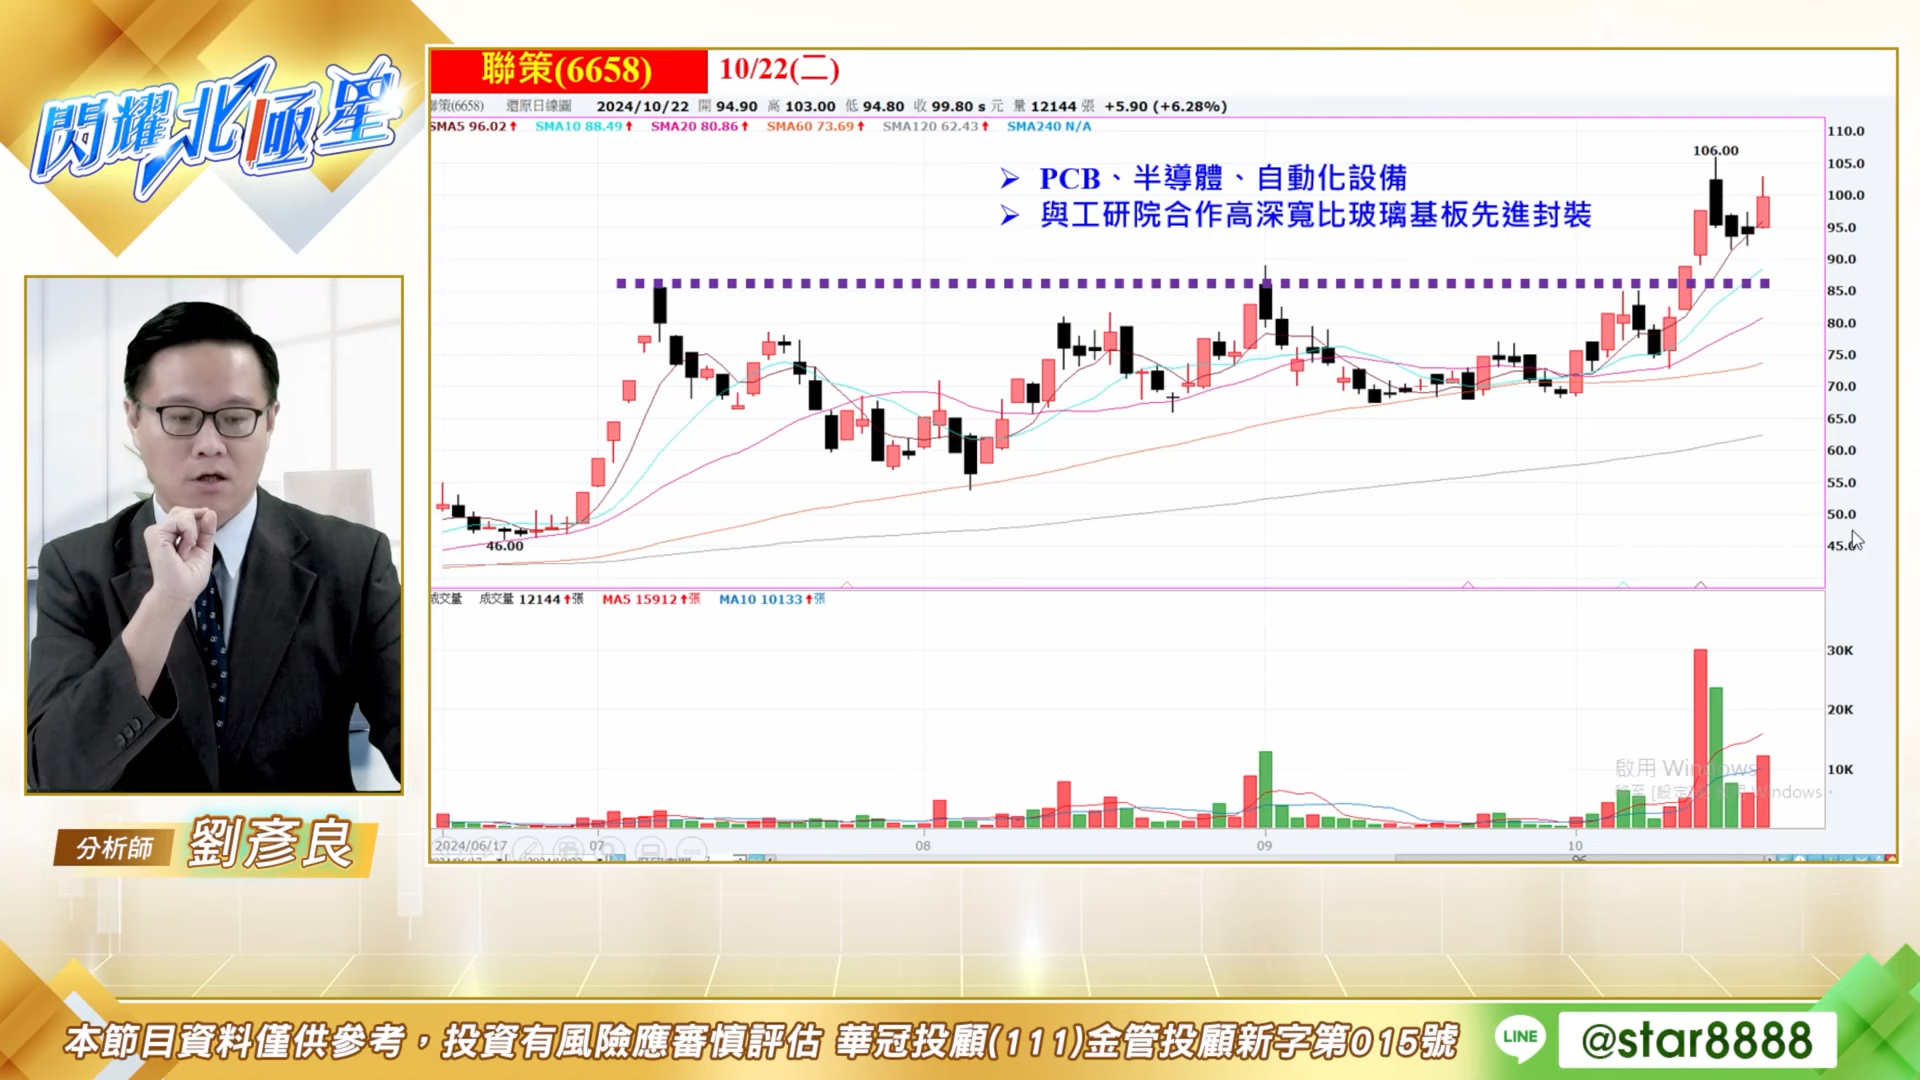 閃耀北極星
聯策(6658)
10/22(二)
聯策(6658) 還原日線圖 2024/10/22 開 94.90 高 103.00 低 94.80 收 99.80 s 元 量 12144 張 +5.90 (+6.28%)
SMA5 96.02↑ SMA10 88.49↑ SMA20 80.86↑ SMA60 73.69↑ SMA120 62.43↑ SMA240 N/A
➢ PCB、半導體、自動化設備
➢ 與工研院合作高深寬比玻璃基板先進封裝
106.00
46.00
110.0
105.0
100.0
95.0
90.0
85.0
80.0
75.0
70.0
65.0
60.0
55.0
50.0
45.0
成交量 成交量 12144↑張 MA5 15912↑張 MA10 10133↑張
30K
20K
10K
啟用 Windows
2024/06/17 07 08 09 10
分析師 劉彥良
本節目資料僅供參考，投資有風險應審慎評估 華冠投顧(111)金管投顧新字第015號
LINE @star8888